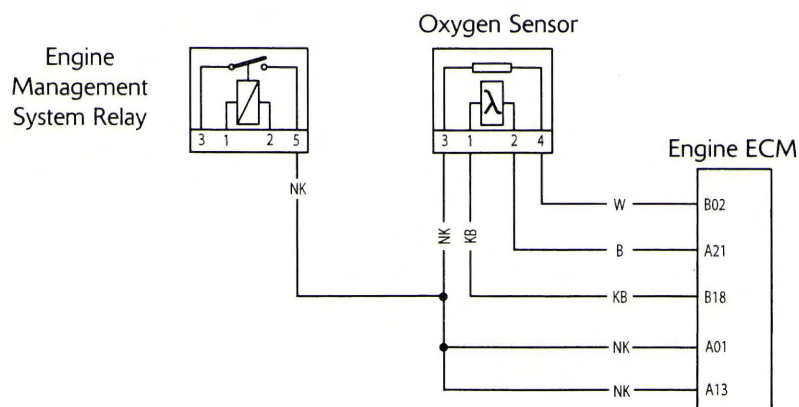 Oxygen Sensor
Engine
Management
System Relay
3 1 2 5
3 1 2 4
Engine ECM
NK
NK
KB
W
B02
B
A21
KB
B18
NK
A01
NK
A13
λ